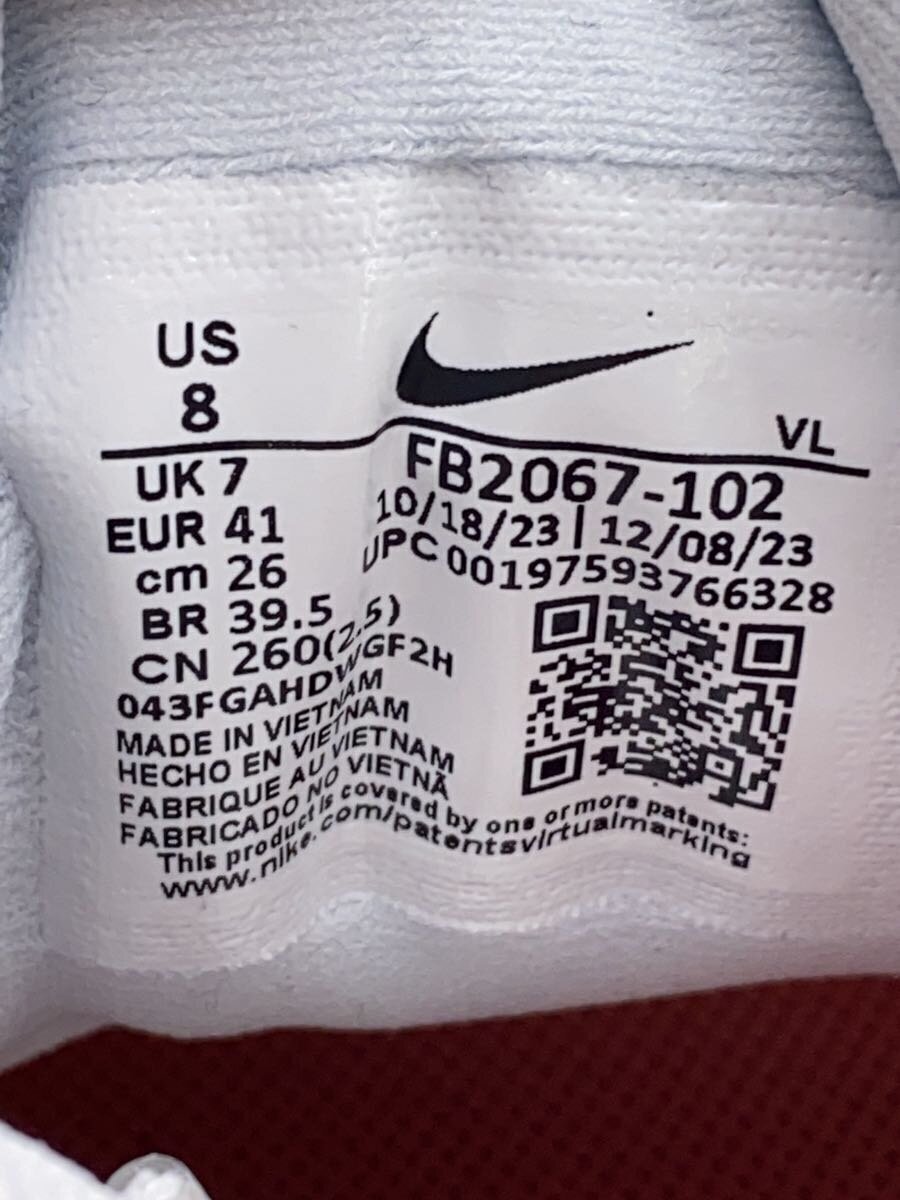 US
8
VL
UK 7
EUR 41
cm 26
BR 39.5
CN 260(2.5)
FB2067-102
10/18/23 | 12/08/23
UPC 00197593766328
043FGAHDWGF2H
MADE IN VIETNAM
HECHO EN VIETNAM
FABRIQUE AU VIETNAM
FABRICADO NO VIETNÃ
This product is covered by one or more patents:
www.nike.com/patentsvirtualmarking